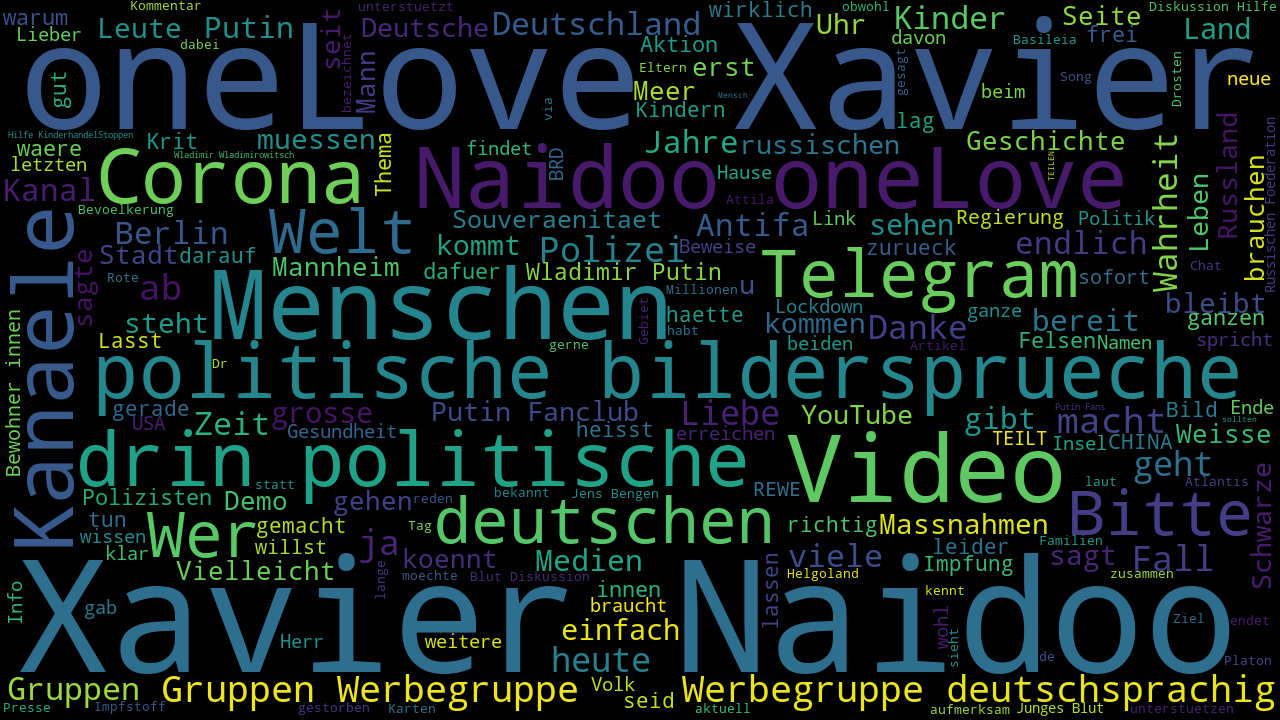 Kommentar unterstuetzt wirklich obwohl Diskussion Hilfe
warum Leute Putin seit Deutsche Deutschland Uhr Kinder Seite frei Land
Lieber dabei Aktion davon Basileia
oneLove Xavier
gut bezeichnet Mann via Eltern erst Meer Kindern gesagt beim Song Drosten neue
Mensch lag
Hilfe KinderhandelStoppen Krit muessen findet BRD Jahre russischen Geschichte
waere Wladimir Wladimirowitsch Thema Hause TEILEN Wahrheit Russland Russischen Foederation
letzten
Kanal Corona Naidoo oneLove Leben brauchen
Bevoelkerung Attila
Kanaele Berlin Welt Souveraenitaet Antifa Link sehen Regierung Politik
Stadt darauf kommt Polizei Beweise zurueck endlich
sagte Rote Mannheim dafuer Wladimir Putin Telegram sofort Chat
ab Menschen Millionen u bleibt
steht Gebiet haette Lockdown ganze bereit ganzen
Lasst habt kommen Danke Felsen Namen spricht
Bewohner innen Dr gerne beiden Artikel
politische bildersprueche
gerade USA Zeit grosse Putin Fanclub Liebe YouTube gibt Putin Fans macht Bild Ende
Gesundheit heisst erreichen TEILT Insel CHINA sollten Weisse
drin politische Video geht
statt bekannt Jens Bengen REWE laut Atlantis
Polizisten Demo gehen reden Schwarze
tun Wer gemacht Tag deutschen richtig Massnahmen Bitte
wissen willst ja Familien
klar koennt Medien viele leider sagt Fall
Vielleicht lange moechte Blut Diskussion lassen Helgoland Impfung zusammen
Info innen kennt
Xavier Naidoo
gab braucht wohl Ziel endet
Herr weitere einfach sieht
heute de Platon
Gruppen Gruppen Werbegruppe Volk Werbegruppe deutschsprachig
seid
Presse Impfstoff gestorben Karten aktuell aufmerksam Junges Blut unterstuetzen